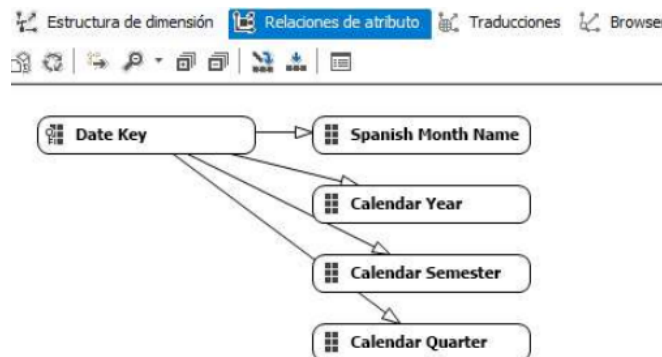 Estructura de dimensión Relaciones de atributo Traducciones Browse
Date Key Spanish Month Name
Calendar Year
Calendar Semester
Calendar Quarter